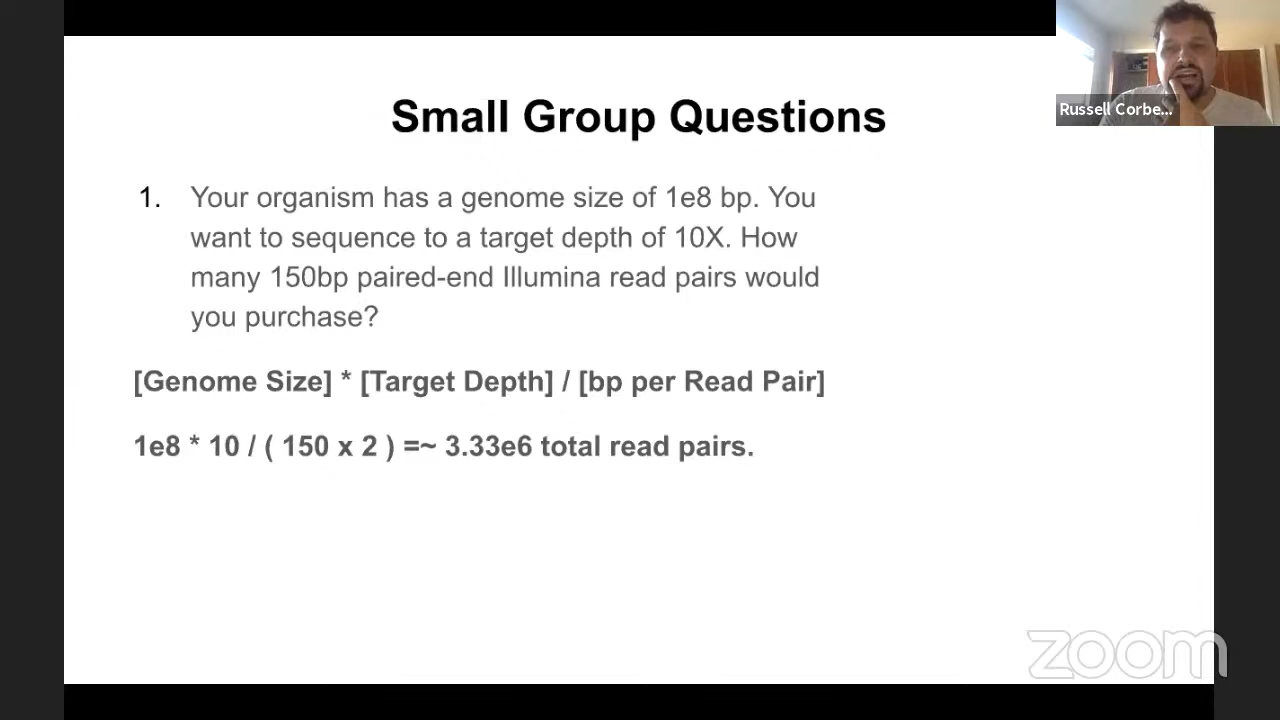 Small Group Questions
Russell Corbe...
1. Your organism has a genome size of 1e8 bp. You
want to sequence to a target depth of 10X. How
many 150bp paired-end Illumina read pairs would
you purchase?
[Genome Size] * [Target Depth] / [bp per Read Pair]
1e8 * 10 / ( 150 x 2 ) =~ 3.33e6 total read pairs.
zoom